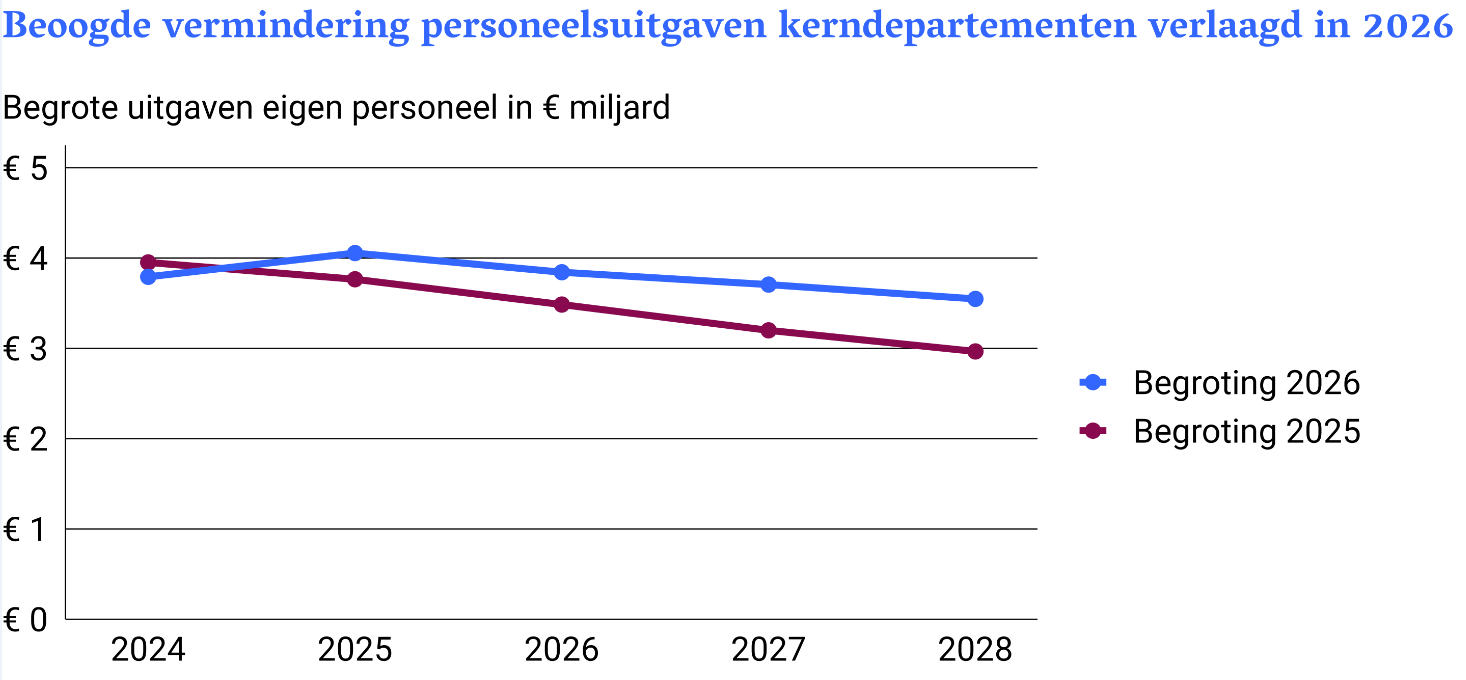 Beoogde vermindering personeelsuitgaven kerndepartementen verlaagd in 2026
Begrote uitgaven eigen personeel in € miljard
€ 5
€ 4
€ 3
€ 2
€ 1
€ 0
2024 2025 2026 2027 2028
Begroting 2026
Begroting 2025